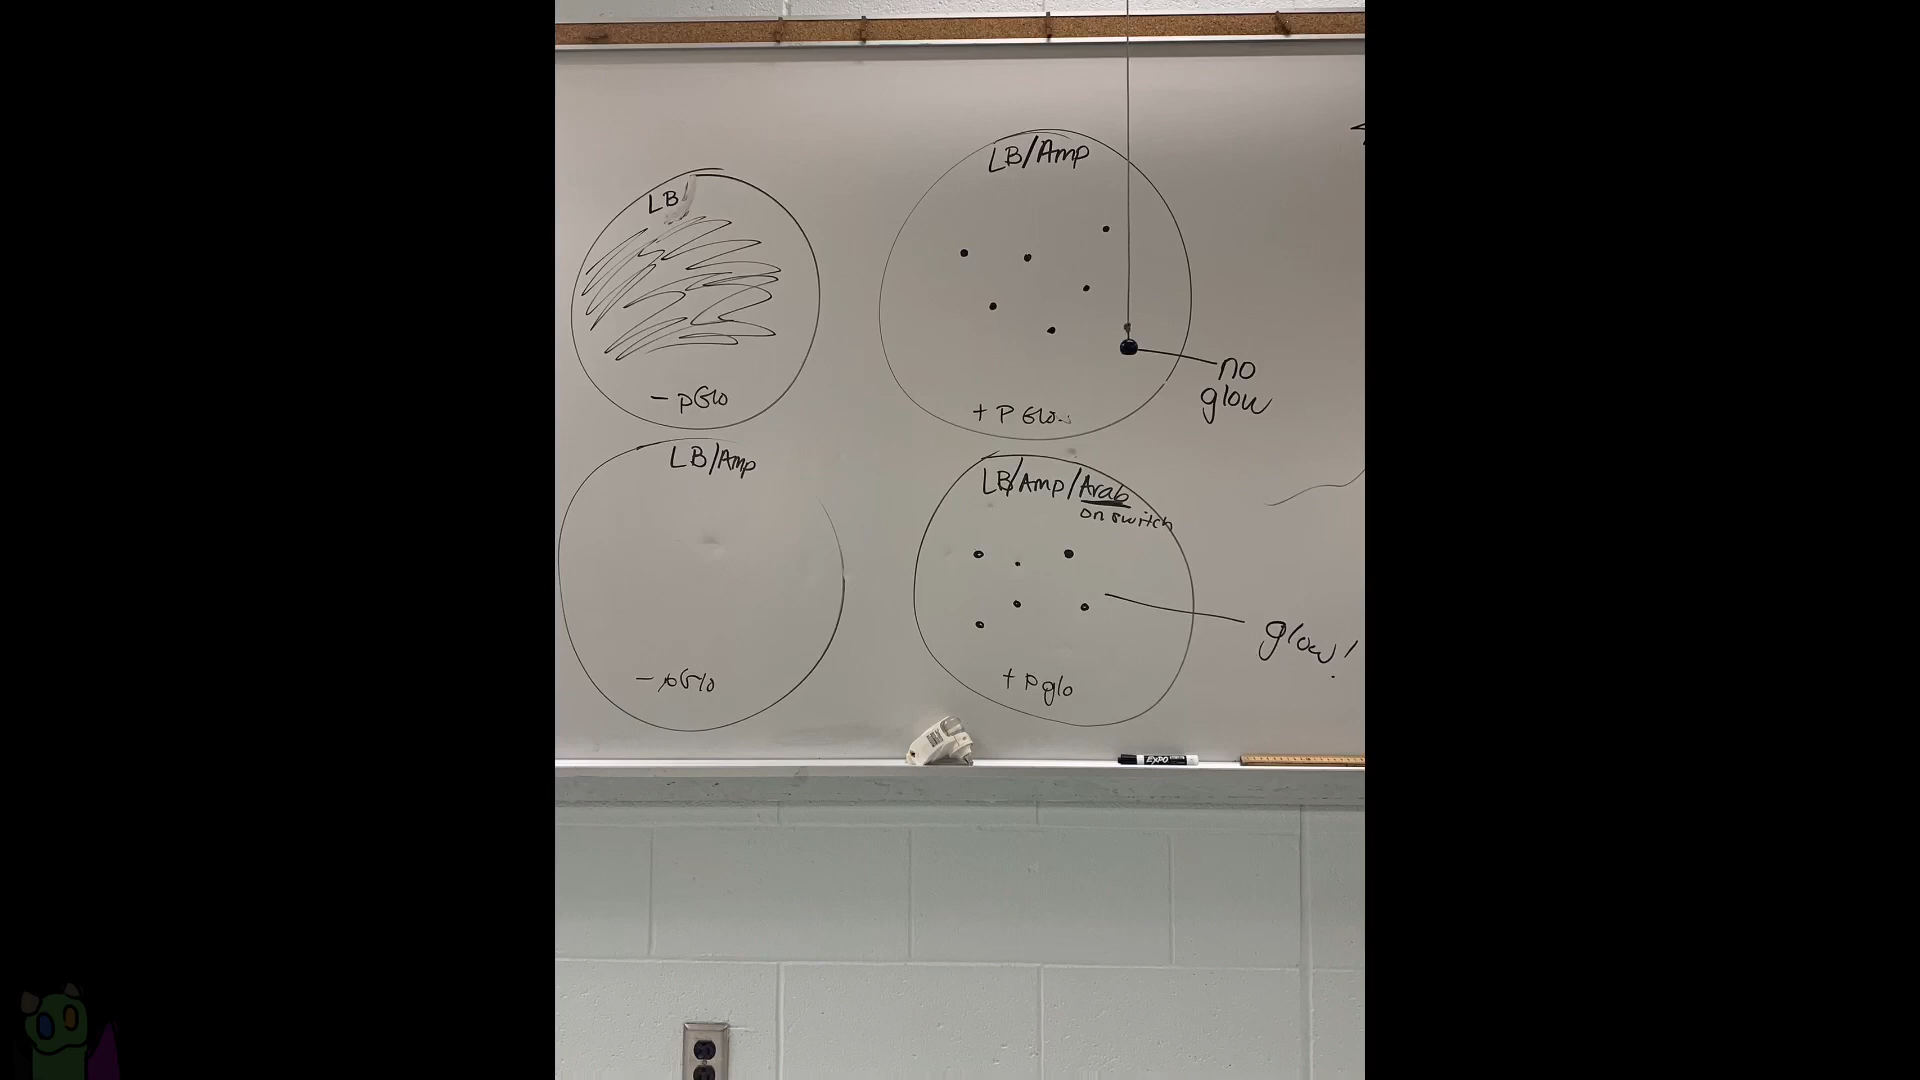 LB/
- pGlo
LB/Amp
+ P Glo.
no
glow
LB/Amp
- pGlo
LB/Amp/Arab
on switch
+ Pglo
glow!
EXPO